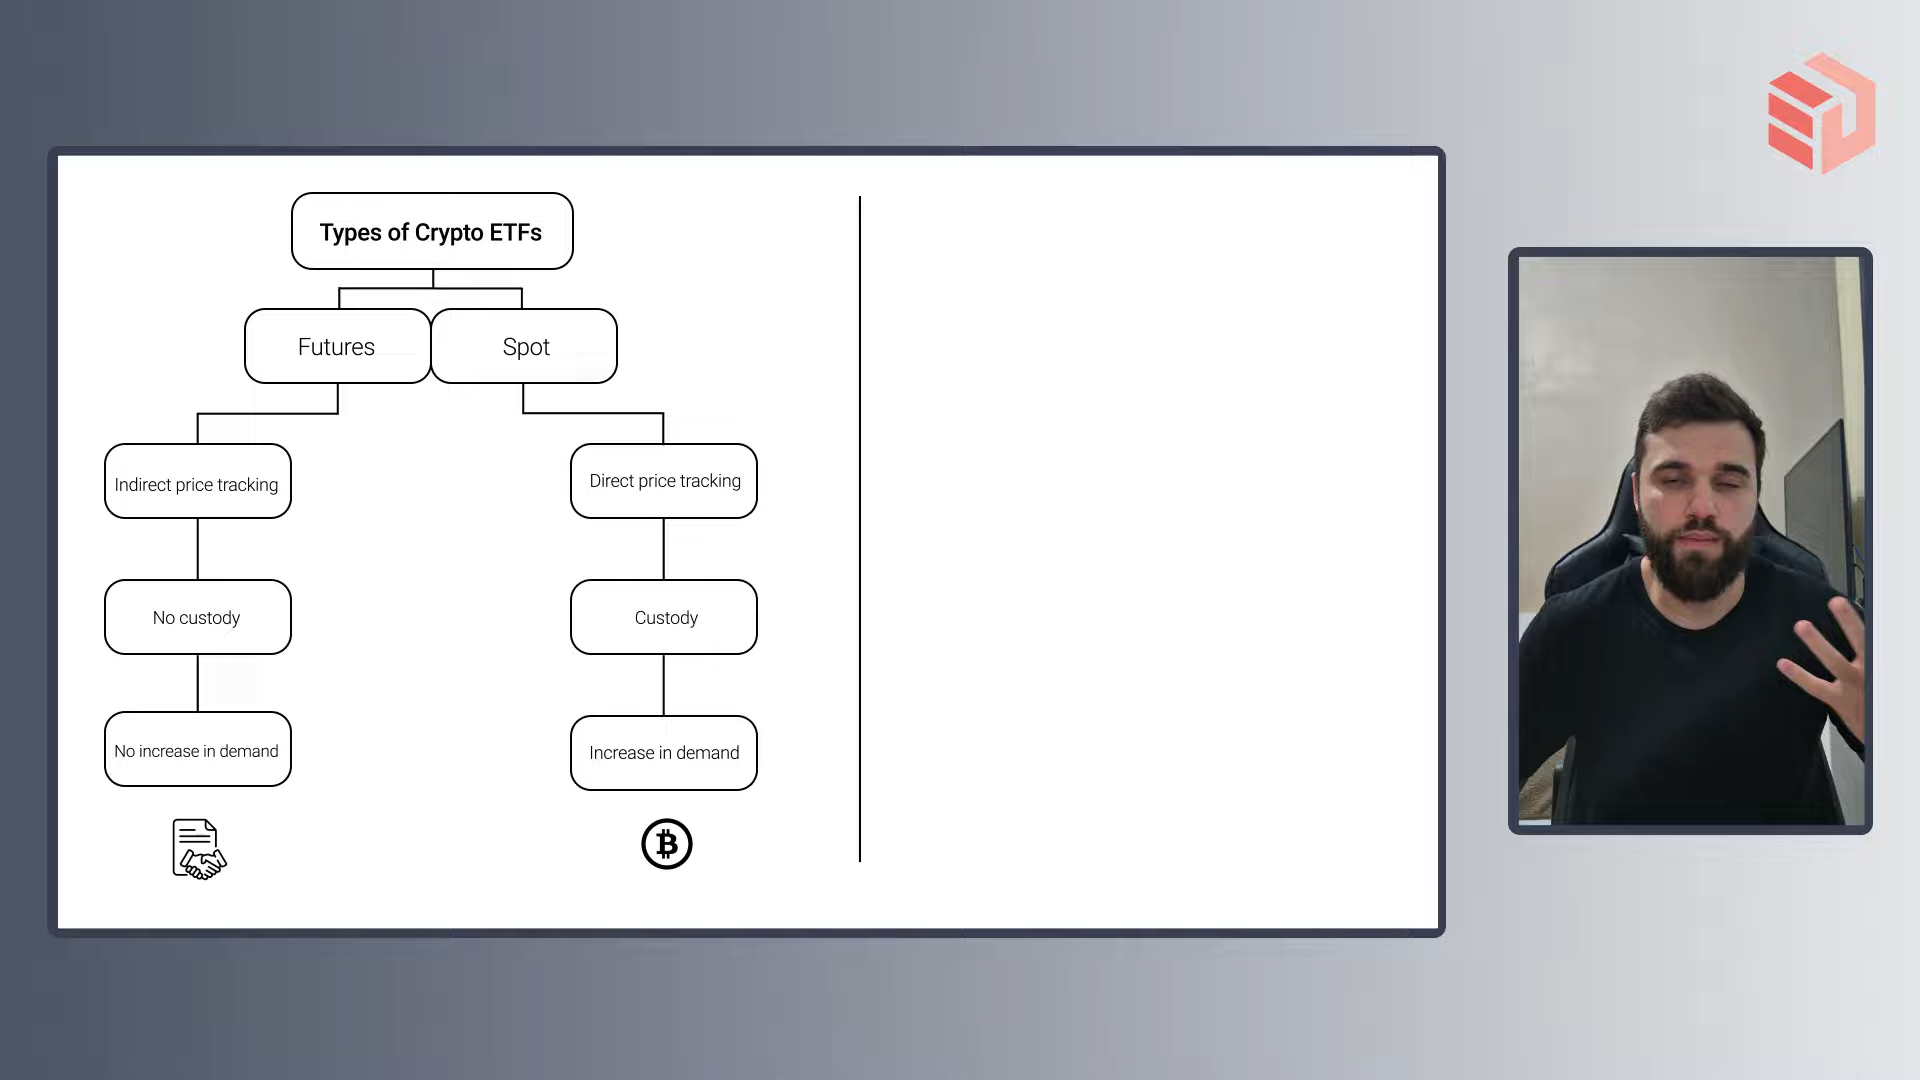 Types of Crypto ETFs
Futures
Spot
Indirect price tracking
Direct price tracking
No custody
Custody
No increase in demand
Increase in demand